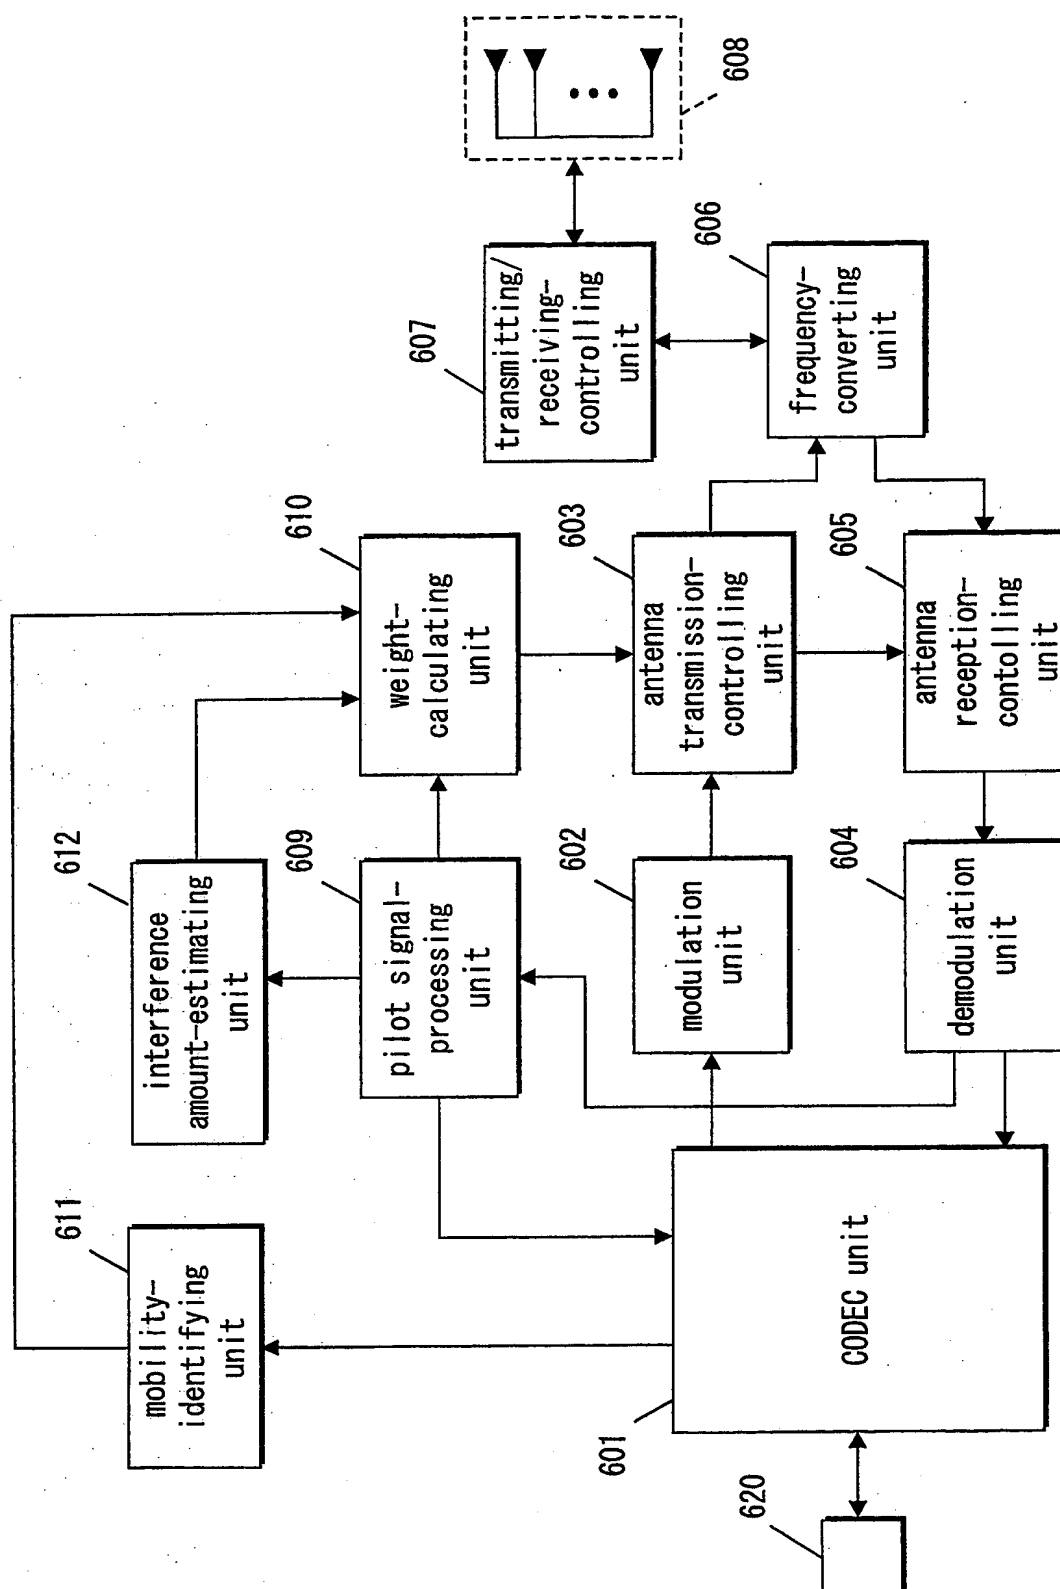 611
mobility-
identifying
unit
612
interference
amount-estimating
unit
609
pilot signal-
processing
unit
610
weight-
calculating
unit
607
transmitting/
receiving-
controlling
unit
608
602
modulation
unit
603
antenna
transmission-
controlling
unit
606
frequency-
converting
unit
601
CODEC unit
604
demodulation
unit
605
antenna
reception-
contolling
unit
620